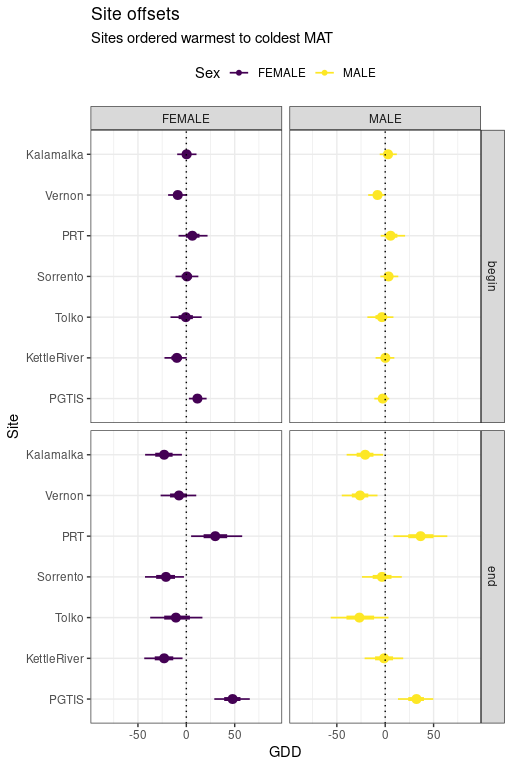 Site offsets
Sites ordered warmest to coldest MAT
Sex FEMALE MALE
FEMALE MALE
Kalamalka
Vernon
PRT
Sorrento
Tolko
KettleRiver
PGTIS
begin
Site
Kalamalka
Vernon
PRT
Sorrento
Tolko
KettleRiver
PGTIS
end
-50 0 50 -50 0 50
GDD